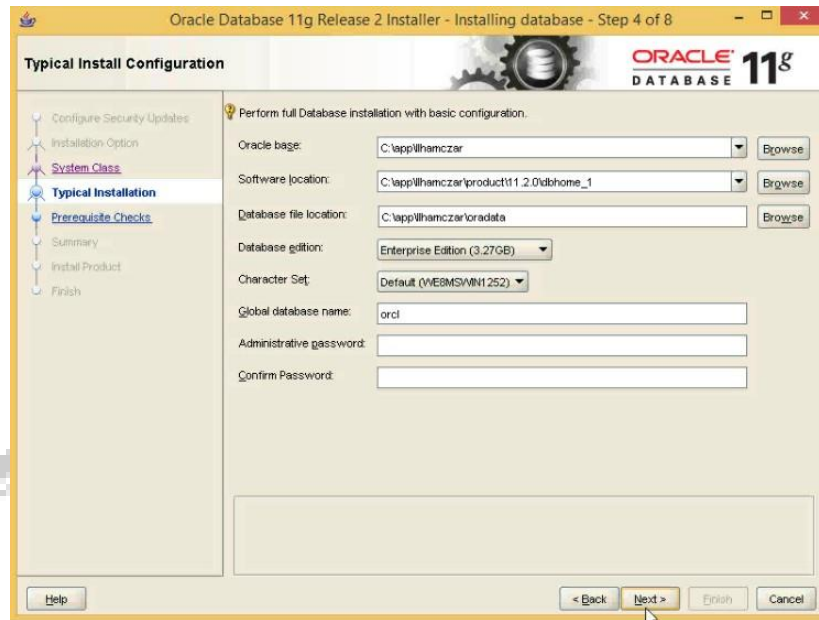 Oracle Database 11g Release 2 Installer - Installing database - Step 4 of 8
Typical Install Configuration
ORACLE DATABASE 11g
Configure Security Updates
Installation Option
System Class
Typical Installation
Prerequisite Checks
Summary
Install Product
Finish
Perform full Database installation with basic configuration.
Oracle base: C:\app\Ilhamczar Browse
Software location: C:\app\Ilhamczar\product\11.2.0\dbhome_1 Browse
Database file location: C:\app\Ilhamczar\oradata Browse
Database edition: Enterprise Edition (3.27GB)
Character Set: Default (WE8MSWIN1252)
Global database name: orcl
Administrative password:
Confirm Password:
Help < Back Next > Finish Cancel